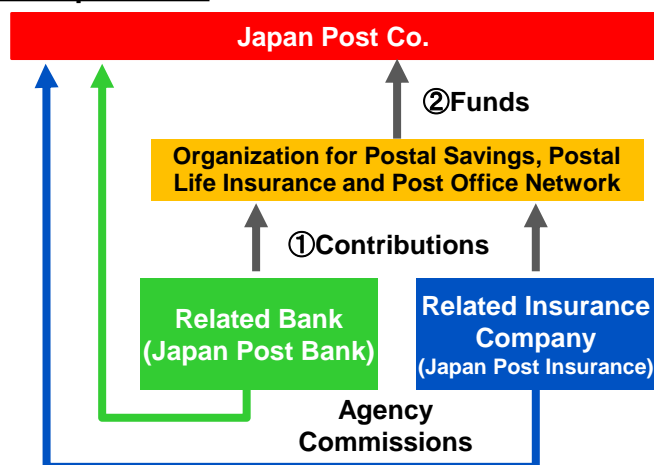 Japan Post Co.
②Funds
Organization for Postal Savings, Postal
Life Insurance and Post Office Network
①Contributions
Related Bank
(Japan Post Bank)
Related Insurance
Company
(Japan Post Insurance)
Agency
Commissions